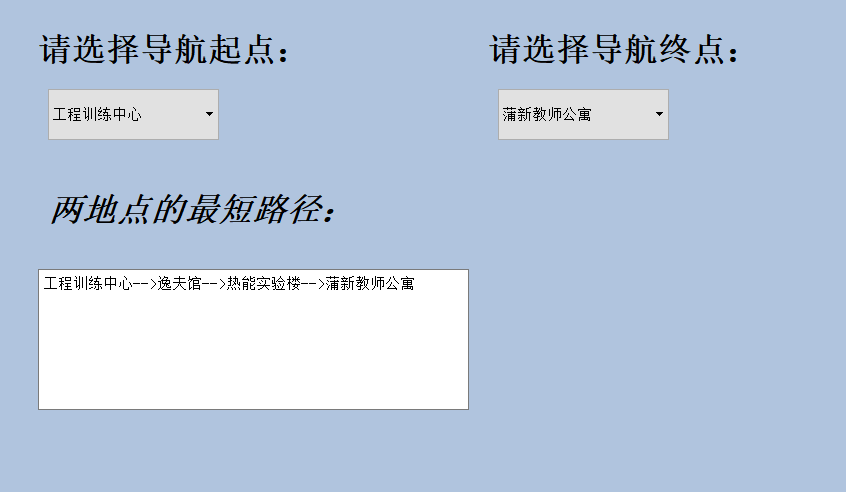 请选择导航起点：
请选择导航终点：
工程训练中心
蒲新教师公寓
两地点的最短路径：
工程训练中心-->逸夫馆-->热能实验楼-->蒲新教师公寓